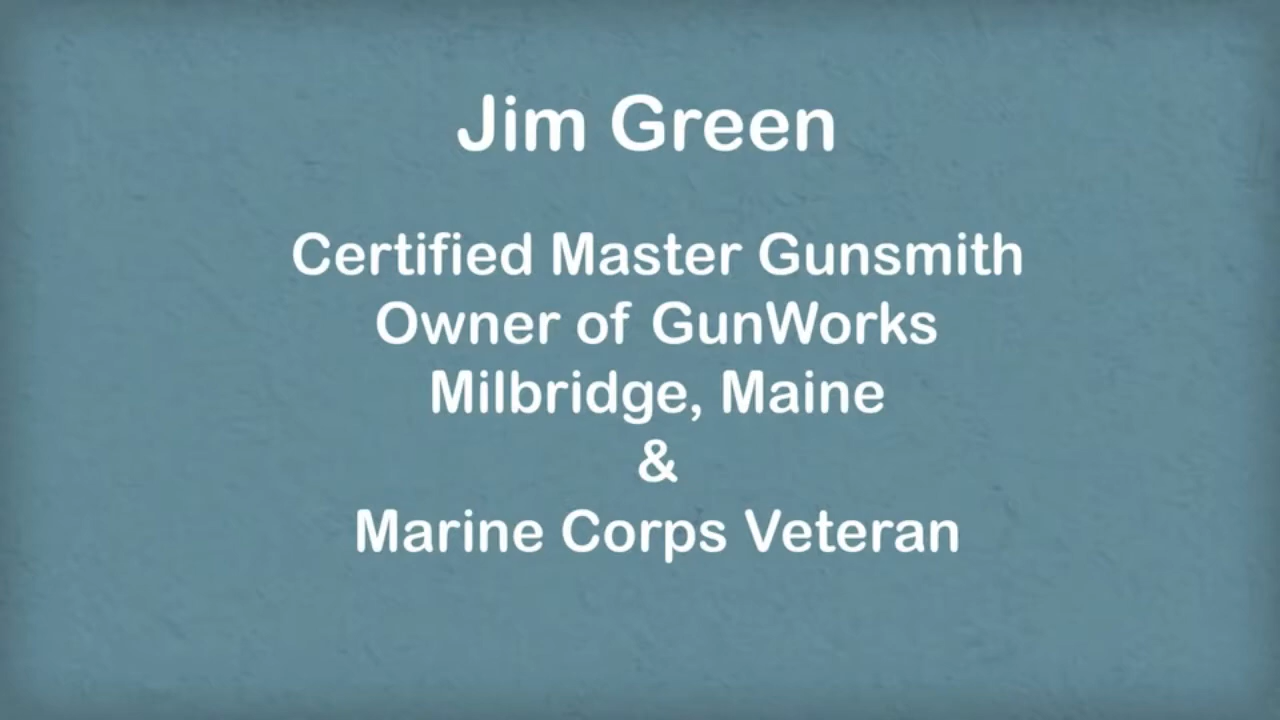 Jim Green
Certified Master Gunsmith
Owner of GunWorks
Milbridge, Maine
&
Marine Corps Veteran